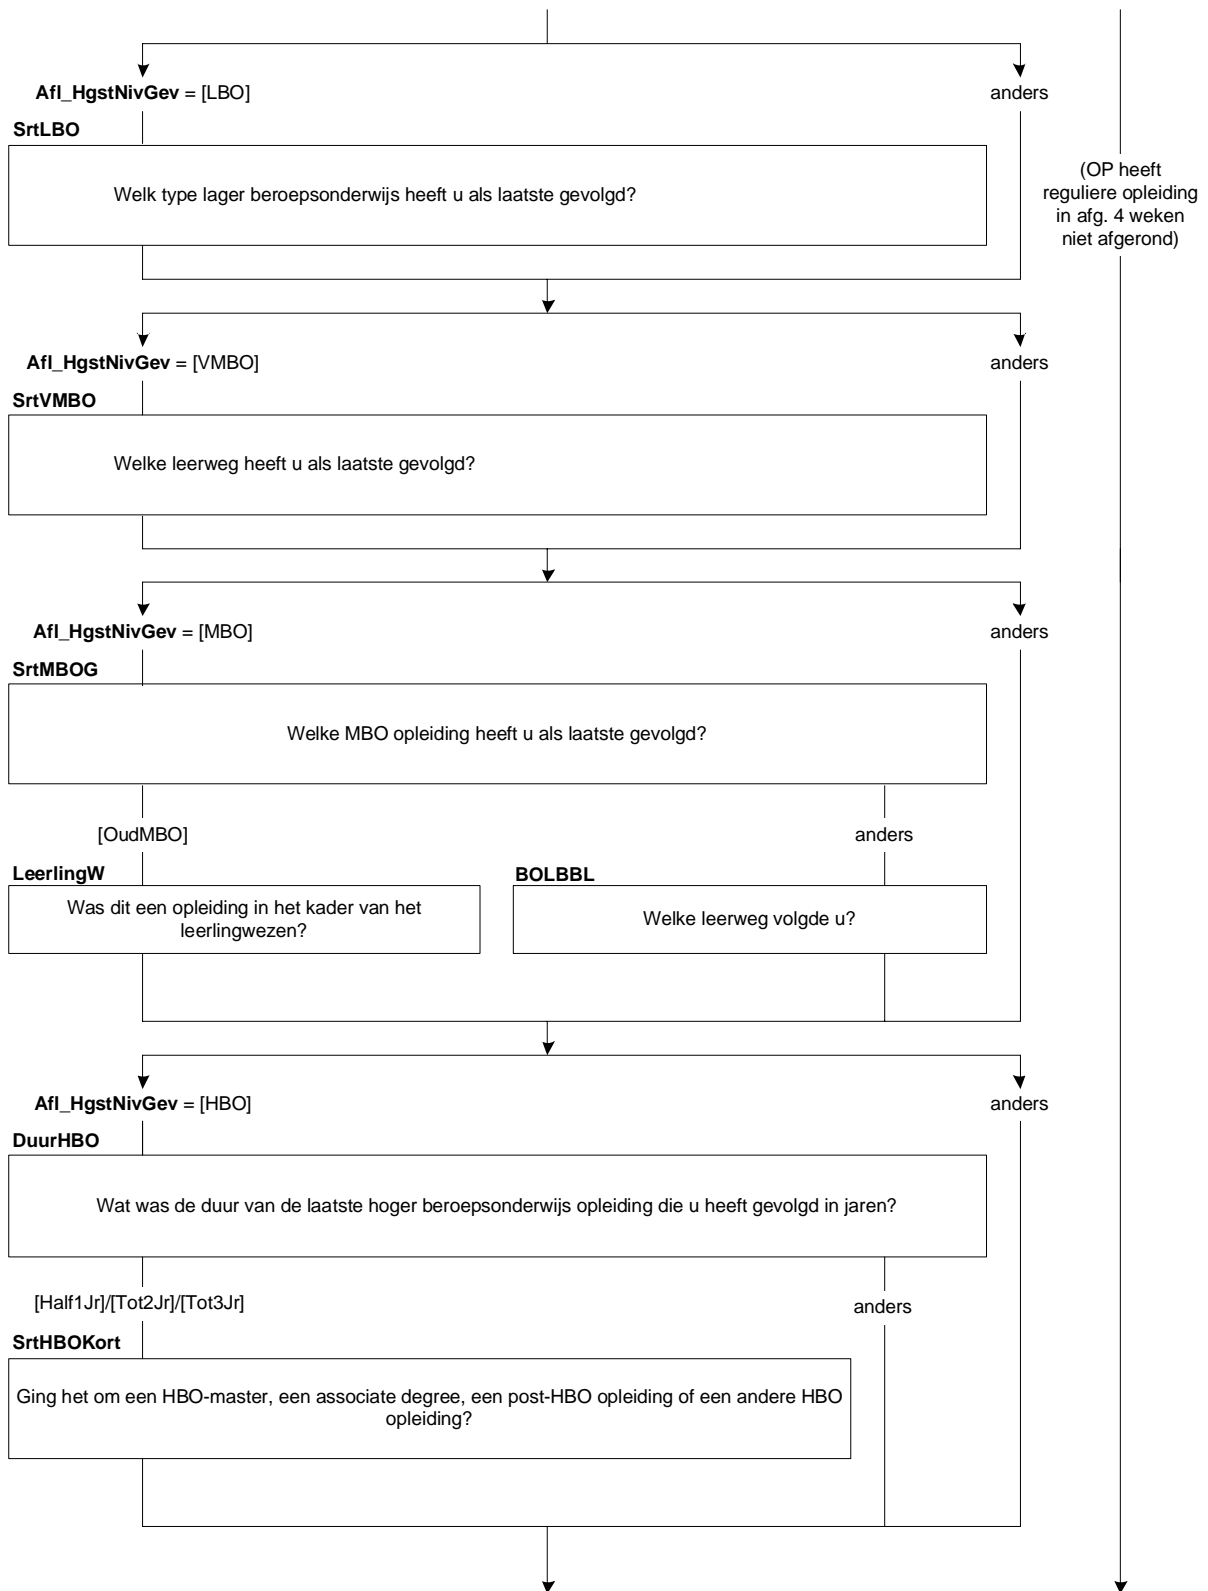 Afl_HgstNivGev = [LBO]
anders
SrtLBO
Welk type lager beroepsonderwijs heeft u als laatste gevolgd?
(OP heeft
reguliere opleiding
in afg. 4 weken
niet afgerond)
Afl_HgstNivGev = [VMBO]
anders
SrtVMBO
Welke leerweg heeft u als laatste gevolgd?
Afl_HgstNivGev = [MBO]
anders
SrtMBOG
Welke MBO opleiding heeft u als laatste gevolgd?
[OudMBO]
anders
LeerlingW
BOLBBL
Was dit een opleiding in het kader van het
leerlingwezen?
Welke leerweg volgde u?
Afl_HgstNivGev = [HBO]
anders
DuurHBO
Wat was de duur van de laatste hoger beroepsonderwijs opleiding die u heeft gevolgd in jaren?
[Half1Jr]/[Tot2Jr]/[Tot3Jr]
anders
SrtHBOKort
Ging het om een HBO-master, een associate degree, een post-HBO opleiding of een andere HBO
opleiding?